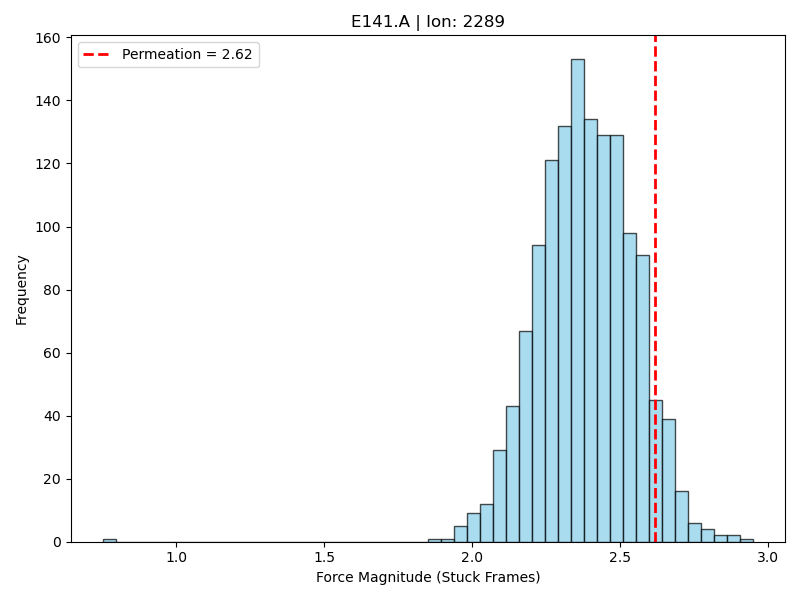 E141.A | Ion: 2289
Permeation = 2.62
160
140
120
100
80
60
40
20
0
Frequency
1.0 1.5 2.0 2.5 3.0
Force Magnitude (Stuck Frames)